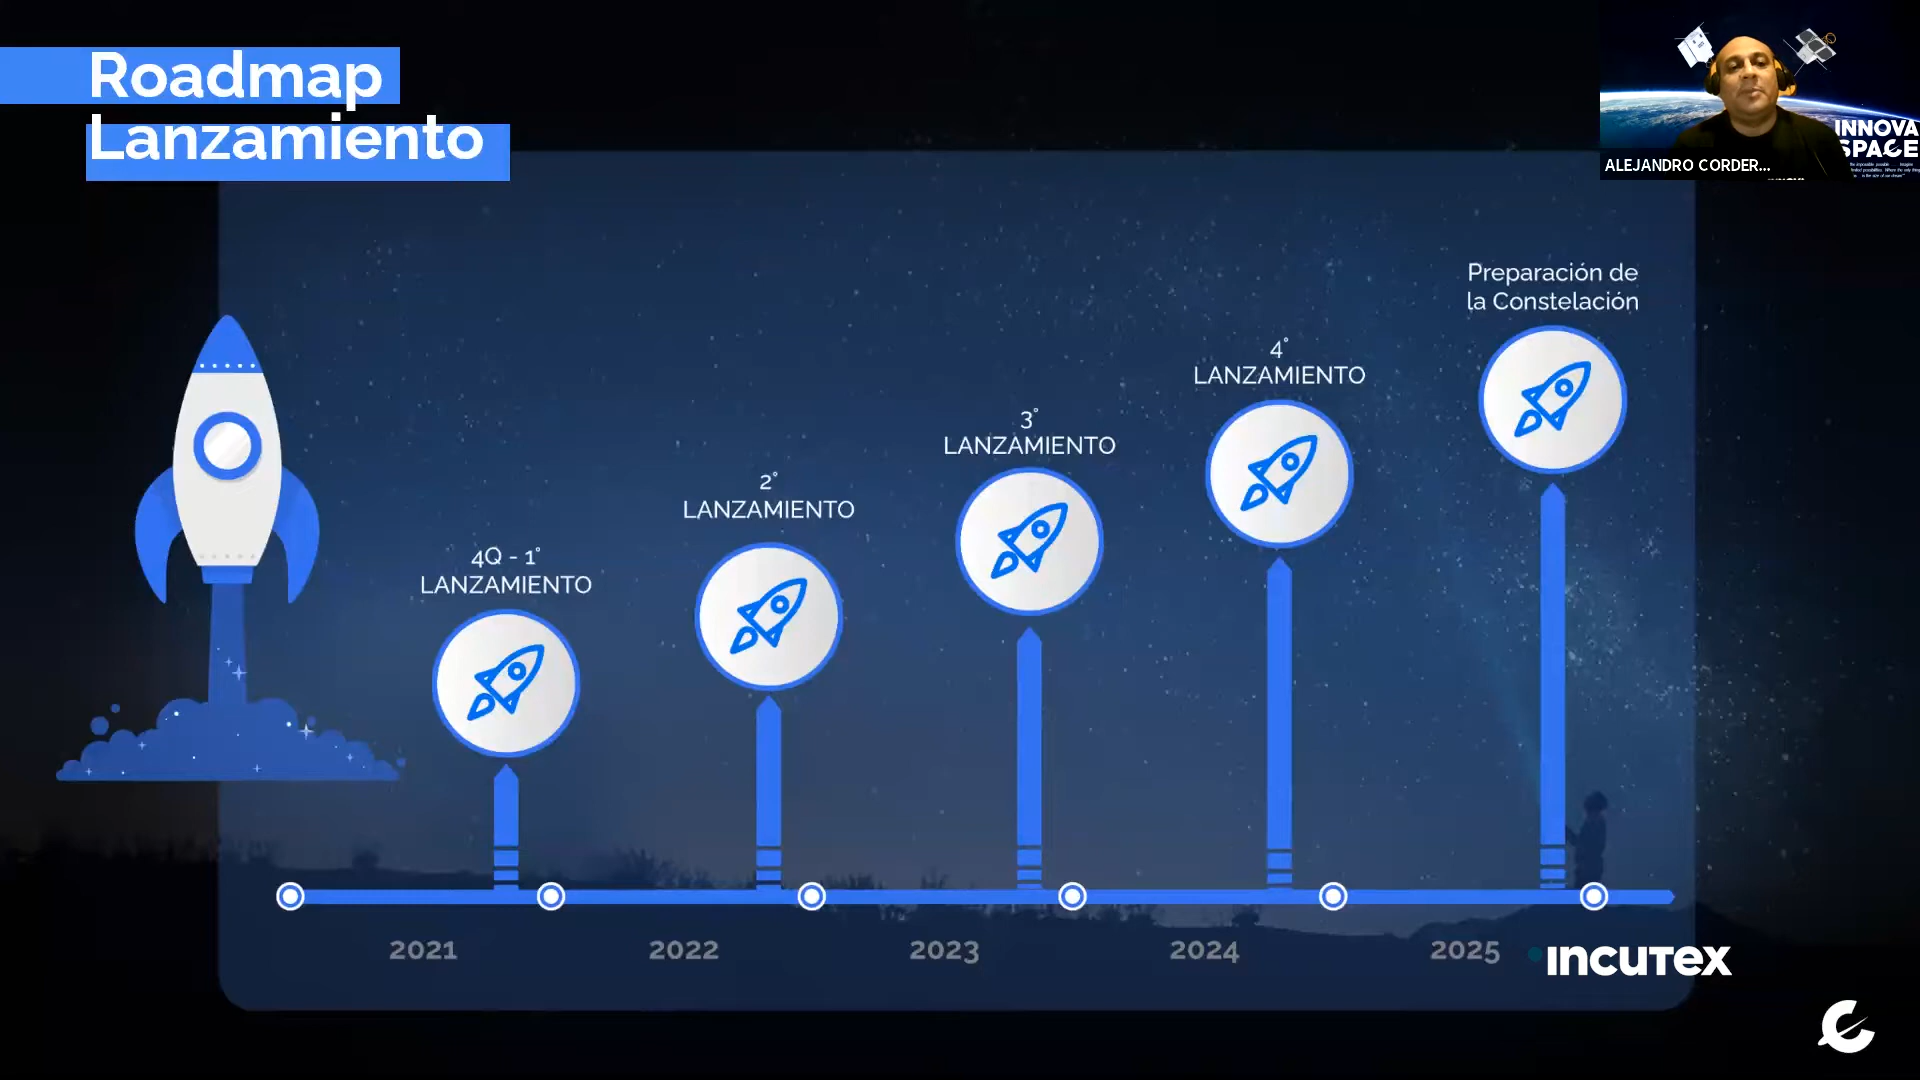 Roadmap
Lanzamiento
INNOVA
SPACE
ALEJANDRO CORDER...
Preparación de
la Constelación
4°
LANZAMIENTO
3°
LANZAMIENTO
2°
LANZAMIENTO
4Q - 1°
LANZAMIENTO
2021
2022
2023
2024
2025
INCUTEX